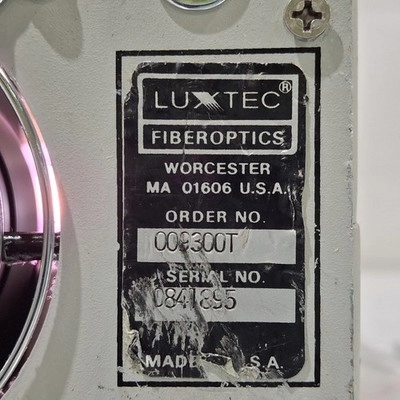 LUXTEC®
FIBEROPTICS
WORCESTER
MA 01606 U.S.A.
ORDER NO.
009300T
SERIAL NO.
0841895
MADE S.A.